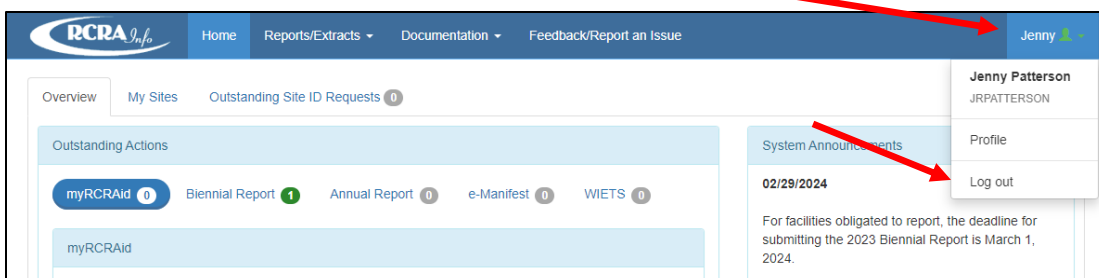 RCRAInfo Home Reports/Extracts Documentation Feedback/Report an Issue Jenny
Jenny Patterson
JRPATTERSON
Profile
Log out
Overview My Sites Outstanding Site ID Requests 0
Outstanding Actions
myRCRAid 0 Biennial Report 1 Annual Report 0 e-Manifest 0 WIETS 0
myRCRAid
System Announcements
02/29/2024
For facilities obligated to report, the deadline for
submitting the 2023 Biennial Report is March 1,
2024.